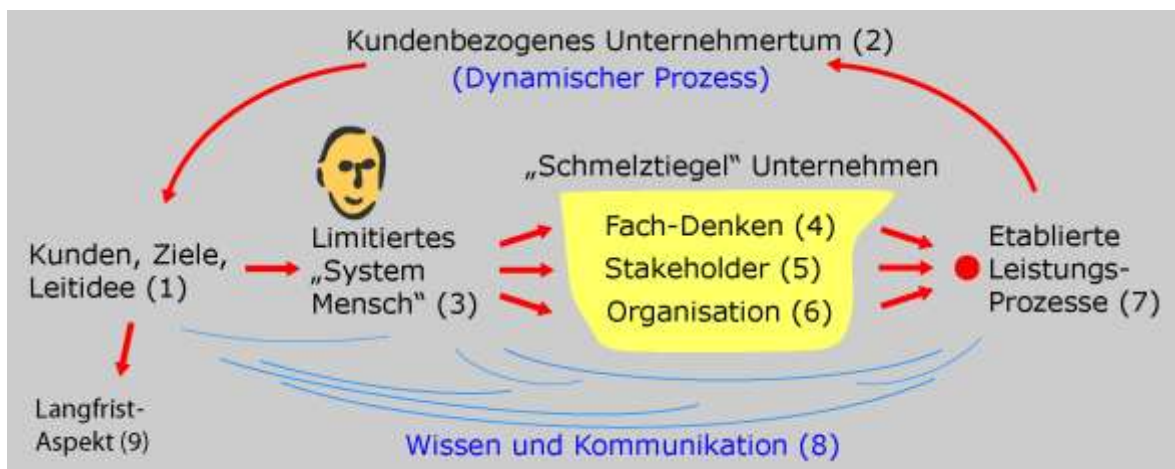 Kundenbezogenes Unternehmertum (2)
(Dynamischer Prozess)
„Schmelztiegel“ Unternehmen
Kunden, Ziele,
Leitidee (1)
Limitiertes
„System
Mensch“ (3)
Fach-Denken (4)
Stakeholder (5)
Organisation (6)
Etablierte
Leistungs-
Prozesse (7)
Langfrist-
Aspekt (9)
Wissen und Kommunikation (8)